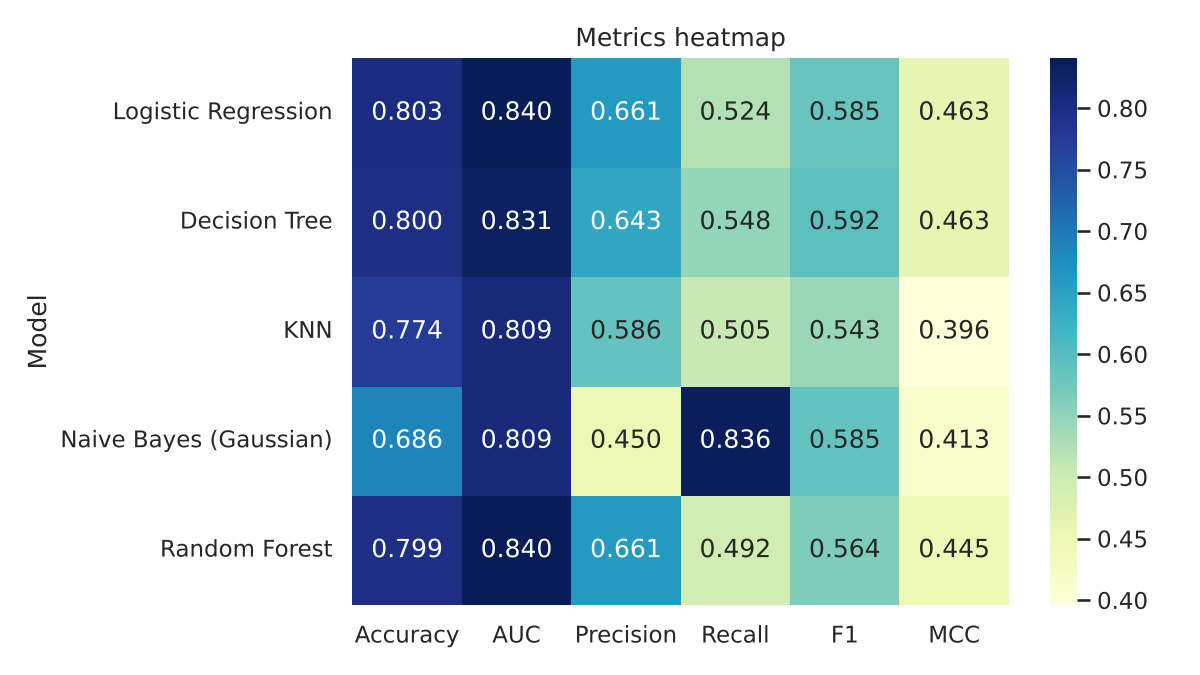 Metrics heatmap
Model
Logistic Regression 0.803 0.840 0.661 0.524 0.585 0.463
Decision Tree 0.800 0.831 0.643 0.548 0.592 0.463
KNN 0.774 0.809 0.586 0.505 0.543 0.396
Naive Bayes (Gaussian) 0.686 0.809 0.450 0.836 0.585 0.413
Random Forest 0.799 0.840 0.661 0.492 0.564 0.445
Accuracy AUC Precision Recall F1 MCC
0.80
0.75
0.70
0.65
0.60
0.55
0.50
0.45
0.40